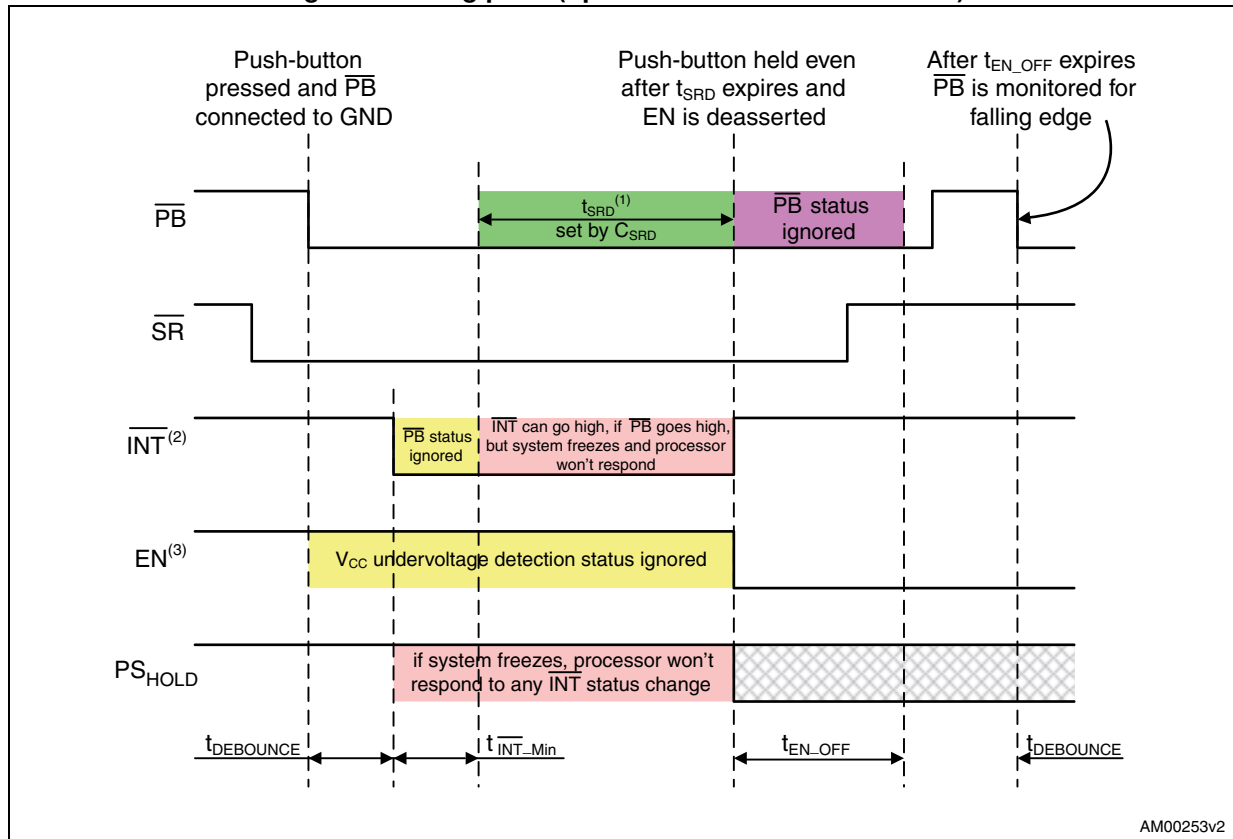 Push-button
pressed and PB
connected to GND
Push-button held even
after tSRD expires and
EN is deasserted
After tEN_OFF expires
PB is monitored for
falling edge
PB
tSRD(1)
set by CSRD
PB status
ignored
SR
INT(2)
PB status
ignored
INT can go high, if PB goes high,
but system freezes and processor
won't respond
EN(3)
VCC undervoltage detection status ignored
PSHOLD
if system freezes, processor won't
respond to any INT status change
tDEBOUNCE
t INT_Min
tEN_OFF
tDEBOUNCE
AM00253v2